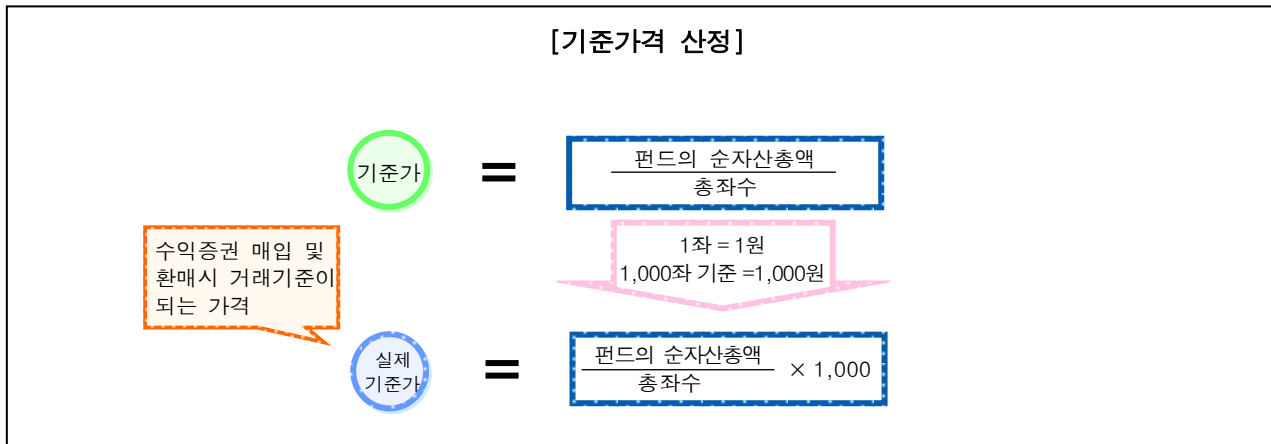 [기준가격 산정]
기준가
=
펀드의 순자산총액
총좌수
1좌 = 1원
1,000좌 기준 =1,000원
수익증권 매입 및
환매시 거래기준이
되는 가격
실제
기준가
=
펀드의 순자산총액
총좌수
× 1,000